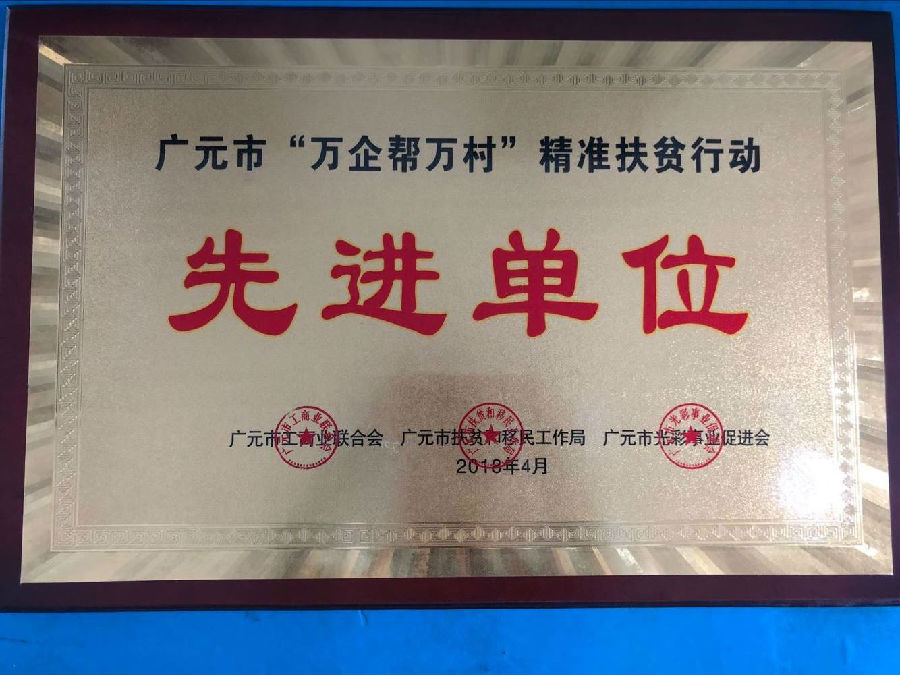 广元市“万企帮万村”精准扶贫行动
先进单位
广元市工商业联合会 广元市扶贫和移民工作局 广元市光彩事业促进会
2018年4月